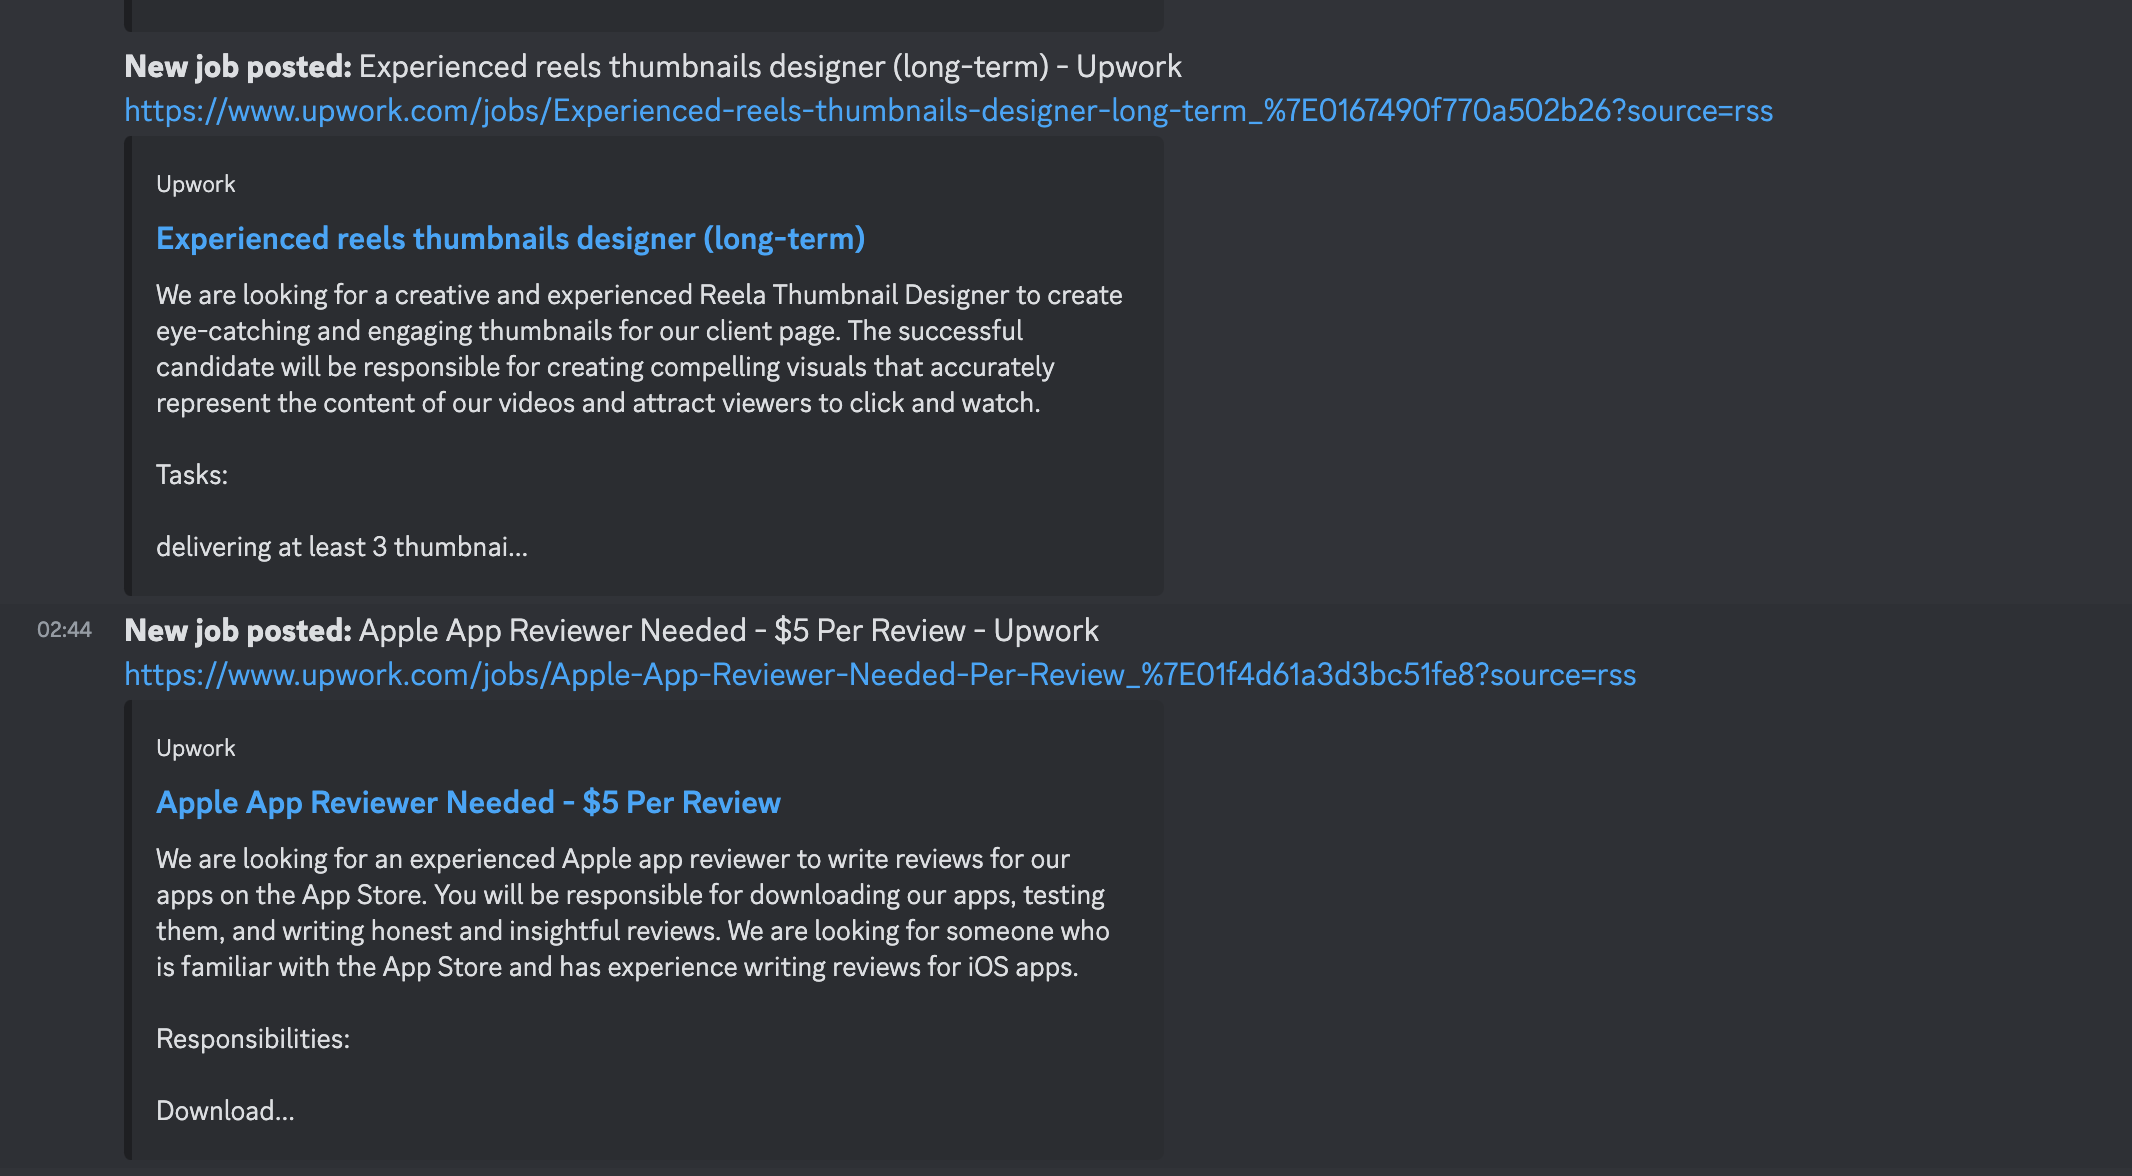 New job posted: Experienced reels thumbnails designer (long-term) - Upwork
https://www.upwork.com/jobs/Experienced-reels-thumbnails-designer-long-term_%7E0167490f770a502b26?source=rss
Upwork
Experienced reels thumbnails designer (long-term)
We are looking for a creative and experienced Reela Thumbnail Designer to create
eye-catching and engaging thumbnails for our client page. The successful
candidate will be responsible for creating compelling visuals that accurately
represent the content of our videos and attract viewers to click and watch.
Tasks:
delivering at least 3 thumbnai...
02:44 New job posted: Apple App Reviewer Needed - $5 Per Review - Upwork
https://www.upwork.com/jobs/Apple-App-Reviewer-Needed-Per-Review_%7E01f4d61a3d3bc51fe8?source=rss
Upwork
Apple App Reviewer Needed - $5 Per Review
We are looking for an experienced Apple app reviewer to write reviews for our
apps on the App Store. You will be responsible for downloading our apps, testing
them, and writing honest and insightful reviews. We are looking for someone who
is familiar with the App Store and has experience writing reviews for iOS apps.
Responsibilities:
Download...